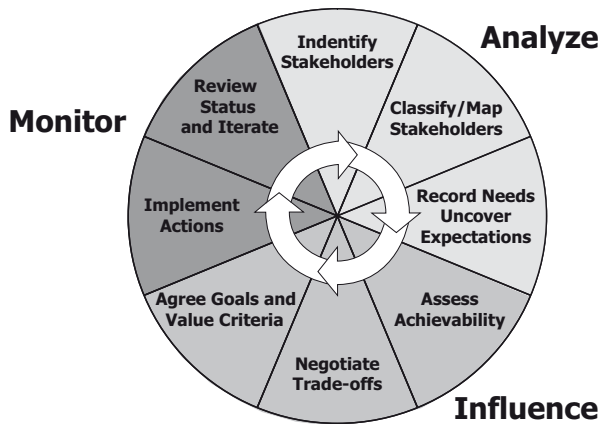 Analyze
Indentify
Stakeholders
Classify/Map
Stakeholders
Record Needs
Uncover
Expectations
Assess
Achievability
Influence
Negotiate
Trade-offs
Agree Goals and
Value Criteria
Implement
Actions
Monitor
Review
Status
and Iterate